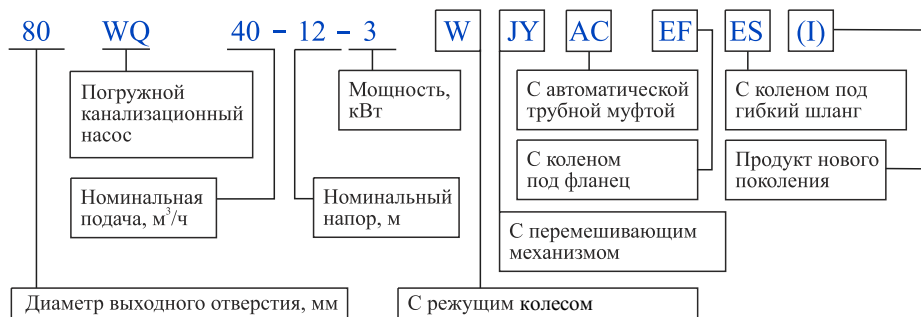 80 WQ 40 - 12 - 3 W JY AC EF ES (I)
Погружной
канализационный
насос
Мощность,
кВт
С автоматической
трубной муфтой
С коленом под
гибкий шланг
С коленом
под фланец
Продукт нового
поколения
Номинальная
подача, м³/ч
Номинальный
напор, м
С перемешивающим
механизмом
Диаметр выходного отверстия, мм
С режущим колесом